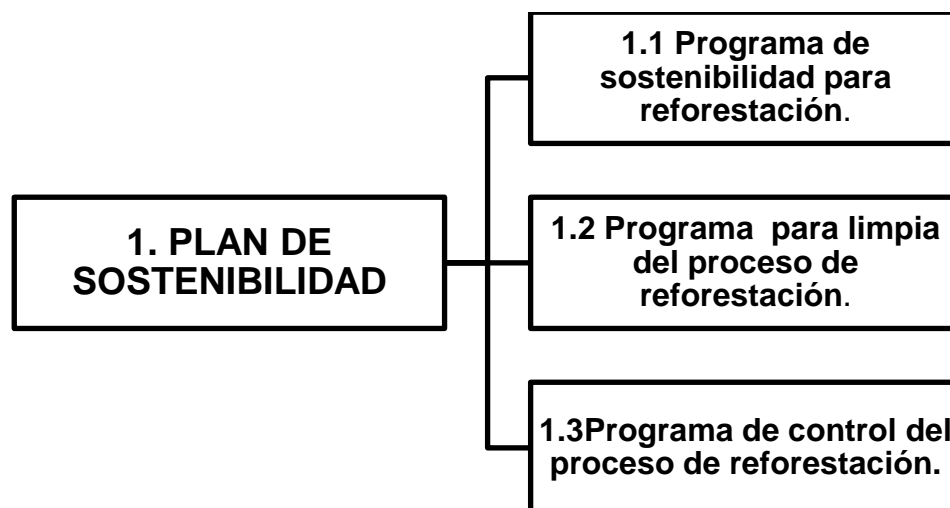 1.1 Programa de
sostenibilidad para
reforestación.
1. PLAN DE
SOSTENIBILIDAD
1.2 Programa  para limpia
del proceso de
reforestación.
1.3Programa de control del
proceso de reforestación.